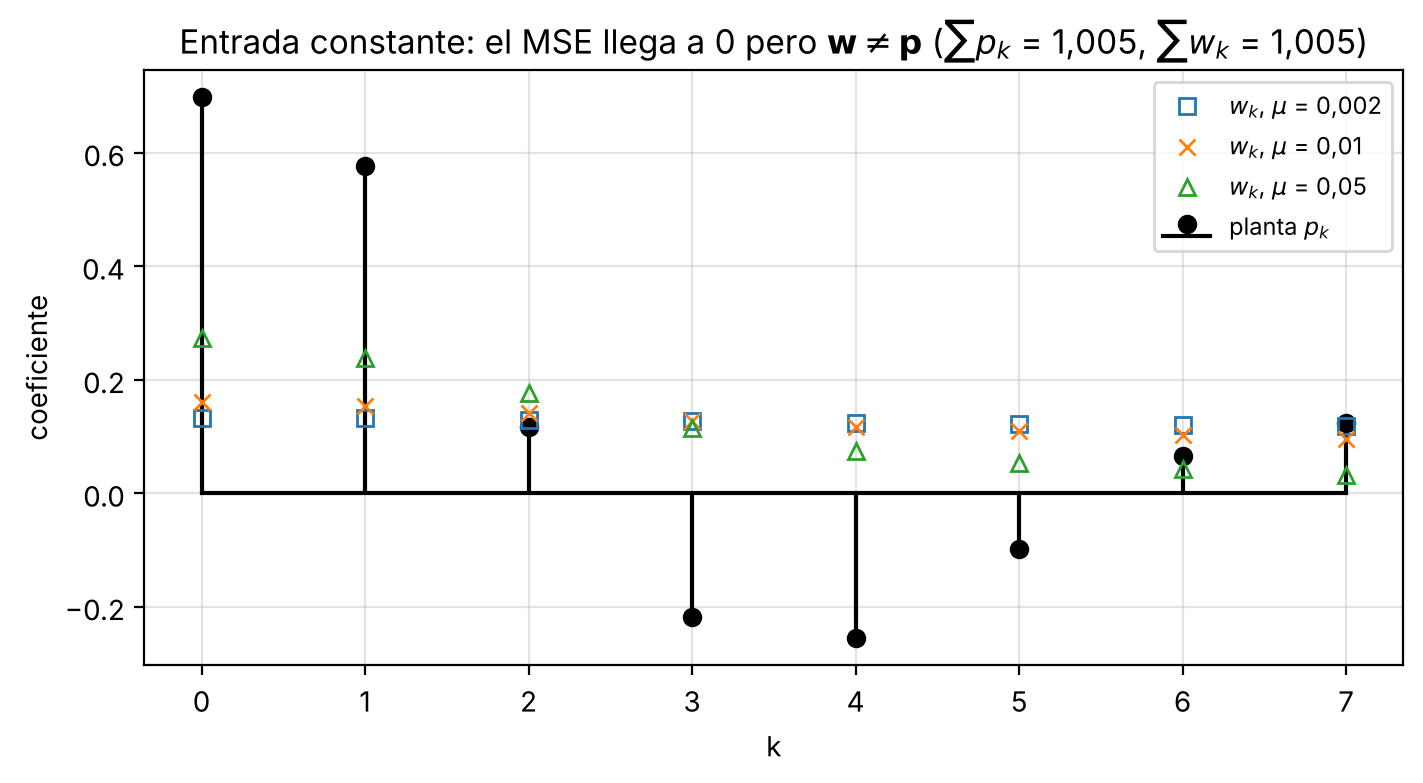 Entrada constante: el MSE llega a 0 pero w ≠ p (∑pₖ = 1,005, ∑wₖ = 1,005)
wₖ, μ = 0,002
wₖ, μ = 0,01
wₖ, μ = 0,05
planta pₖ
coeficiente
0.6
0.4
0.2
0.0
−0.2
0 1 2 3 4 5 6 7
k